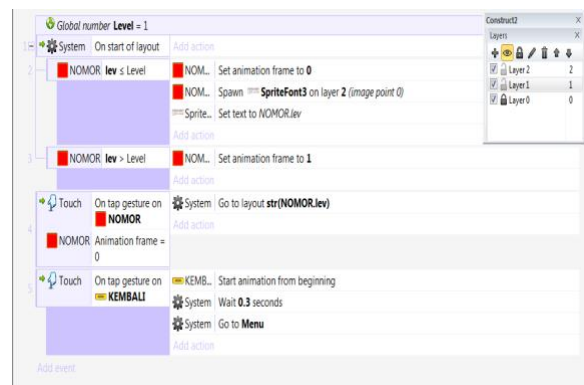 Global number Level = 1
1 System On start of layout Add action
2 NOMOR lev ≤ Level NOM... Set animation frame to 0
NOM... Spawn SpriteFont3 on layer 2 (image point 0)
Sprite... Set text to NOMOR.lev
Add action
3 NOMOR lev > Level NOM... Set animation frame to 1
Add action
4 Touch On tap gesture on NOMOR System Go to layout str(NOMOR.lev)
Add action
NOMOR Animation frame = 0
5 Touch On tap gesture on KEMBALI KEMB... Start animation from beginning
System Wait 0.3 seconds
System Go to Menu
Add action
Add event
Construct2 X
Layers X
Layer 2 2
Layer 1 1
Layer 0 0